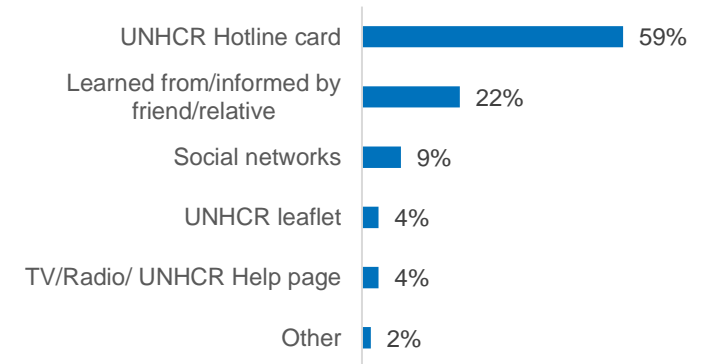 UNHCR Hotline card
59%
Learned from/informed by
friend/relative
22%
Social networks
9%
UNHCR leaflet
4%
TV/Radio/ UNHCR Help page
4%
Other
2%